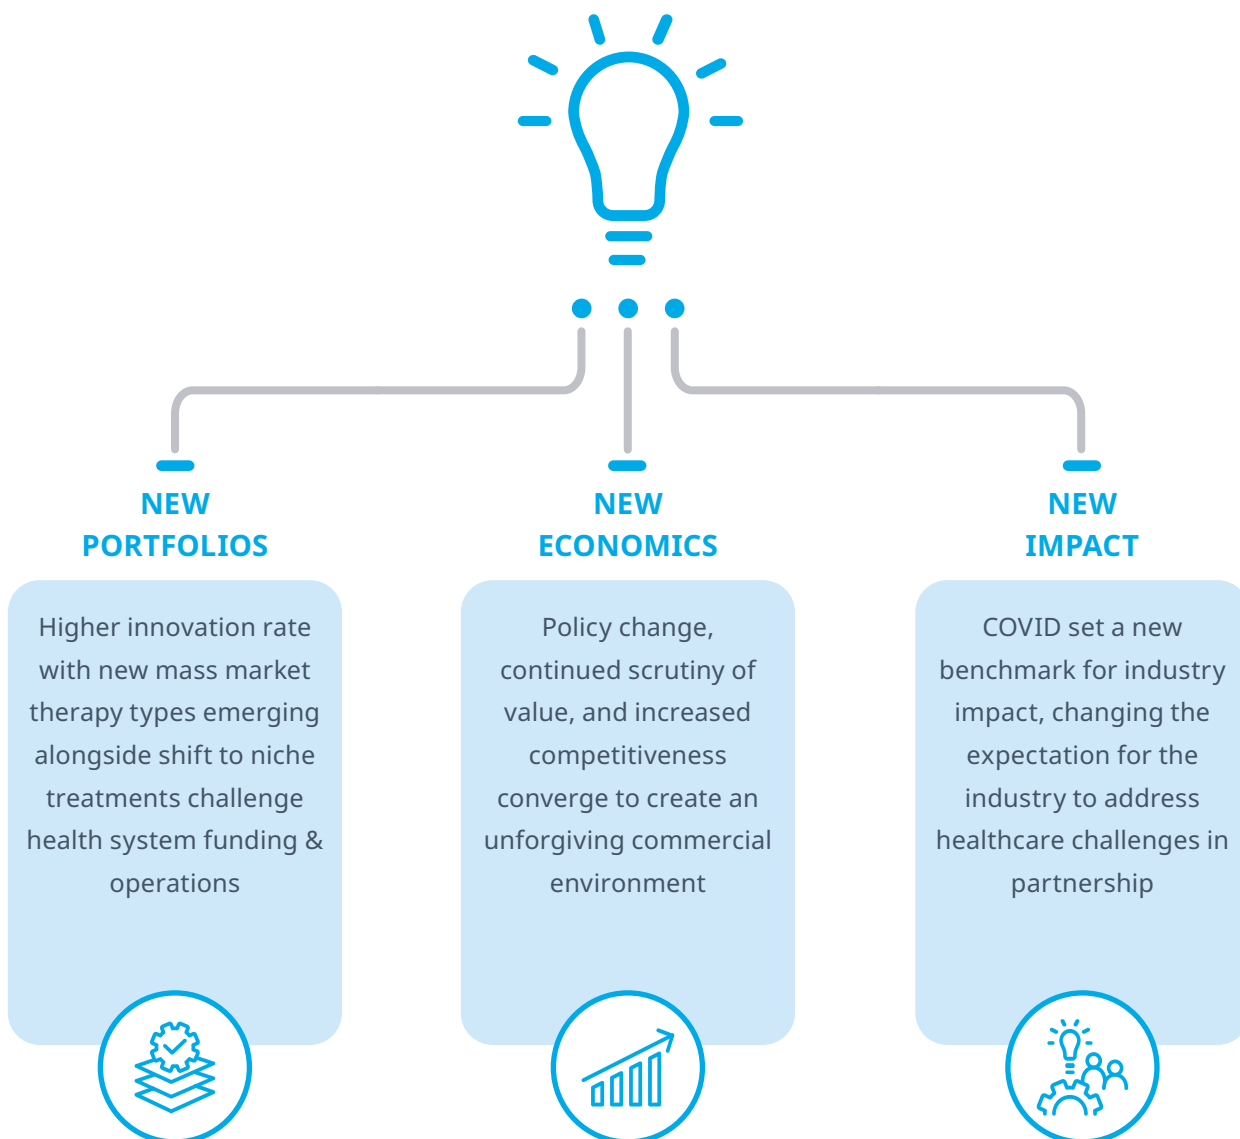 NEW
PORTFOLIOS
Higher innovation rate
with new mass market
therapy types emerging
alongside shift to niche
treatments challenge
health system funding &
operations
NEW
ECONOMICS
Policy change,
continued scrutiny of
value, and increased
competitiveness
converge to create an
unforgiving commercial
environment
NEW
IMPACT
COVID set a new
benchmark for industry
impact, changing the
expectation for the
industry to address
healthcare challenges in
partnership